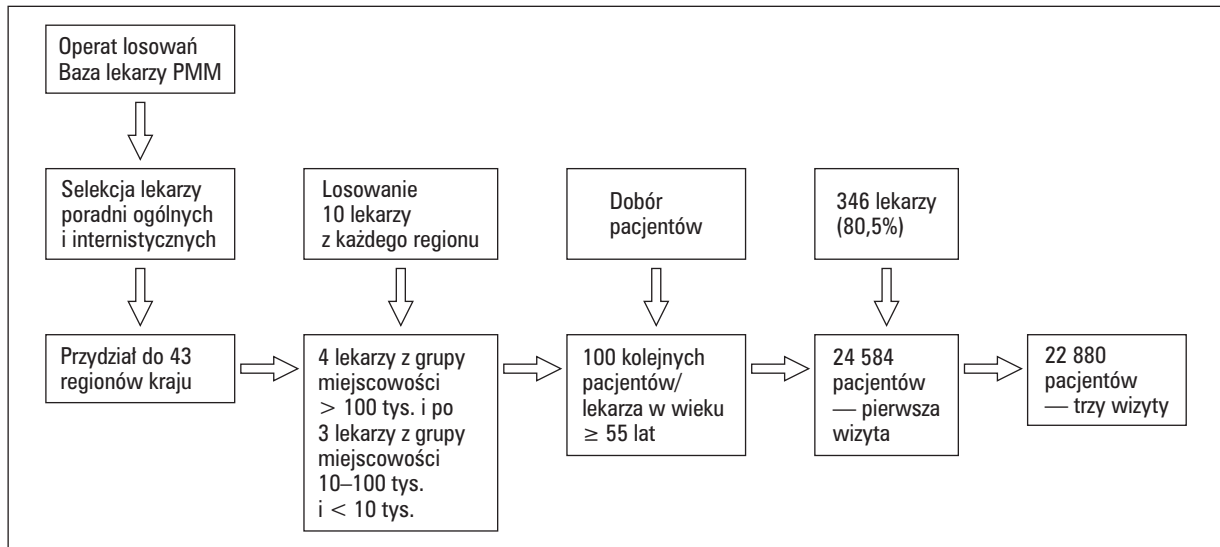 Operat losowań
Baza lekarzy PMM
Selekcja lekarzy
poradni ogólnych
i internistycznych
Losowanie
10 lekarzy
z każdego regionu
Dobór
pacjentów
346 lekarzy
(80,5%)
Przydział do 43
regionów kraju
4 lekarzy z grupy
miejscowości
> 100 tys. i po
3 lekarzy z grupy
miejscowości
10–100 tys.
i < 10 tys.
100 kolejnych
pacjentów/
lekarza w wieku
≥ 55 lat
24 584
pacjentów
— pierwsza
wizyta
22 880
pacjentów
— trzy wizyty